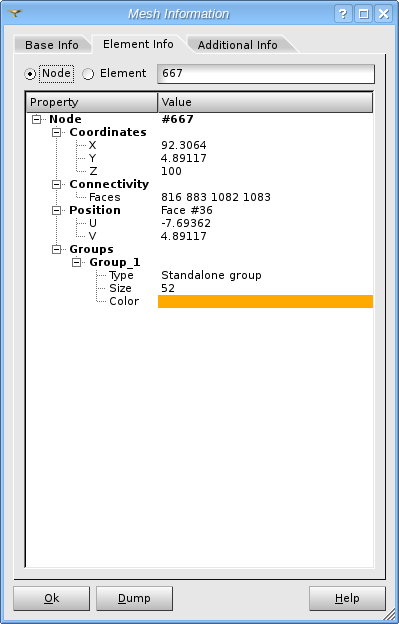 Mesh Information
Base Info Element Info Additional Info
Node Element 667
Property Value
Node #667
Coordinates
X 92.3064
Y 4.89117
Z 100
Connectivity
Faces 816 883 1082 1083
Position Face #36
U -7.69362
V 4.89117
Groups
Group_1
Type Standalone group
Size 52
Color
Ok Dump Help